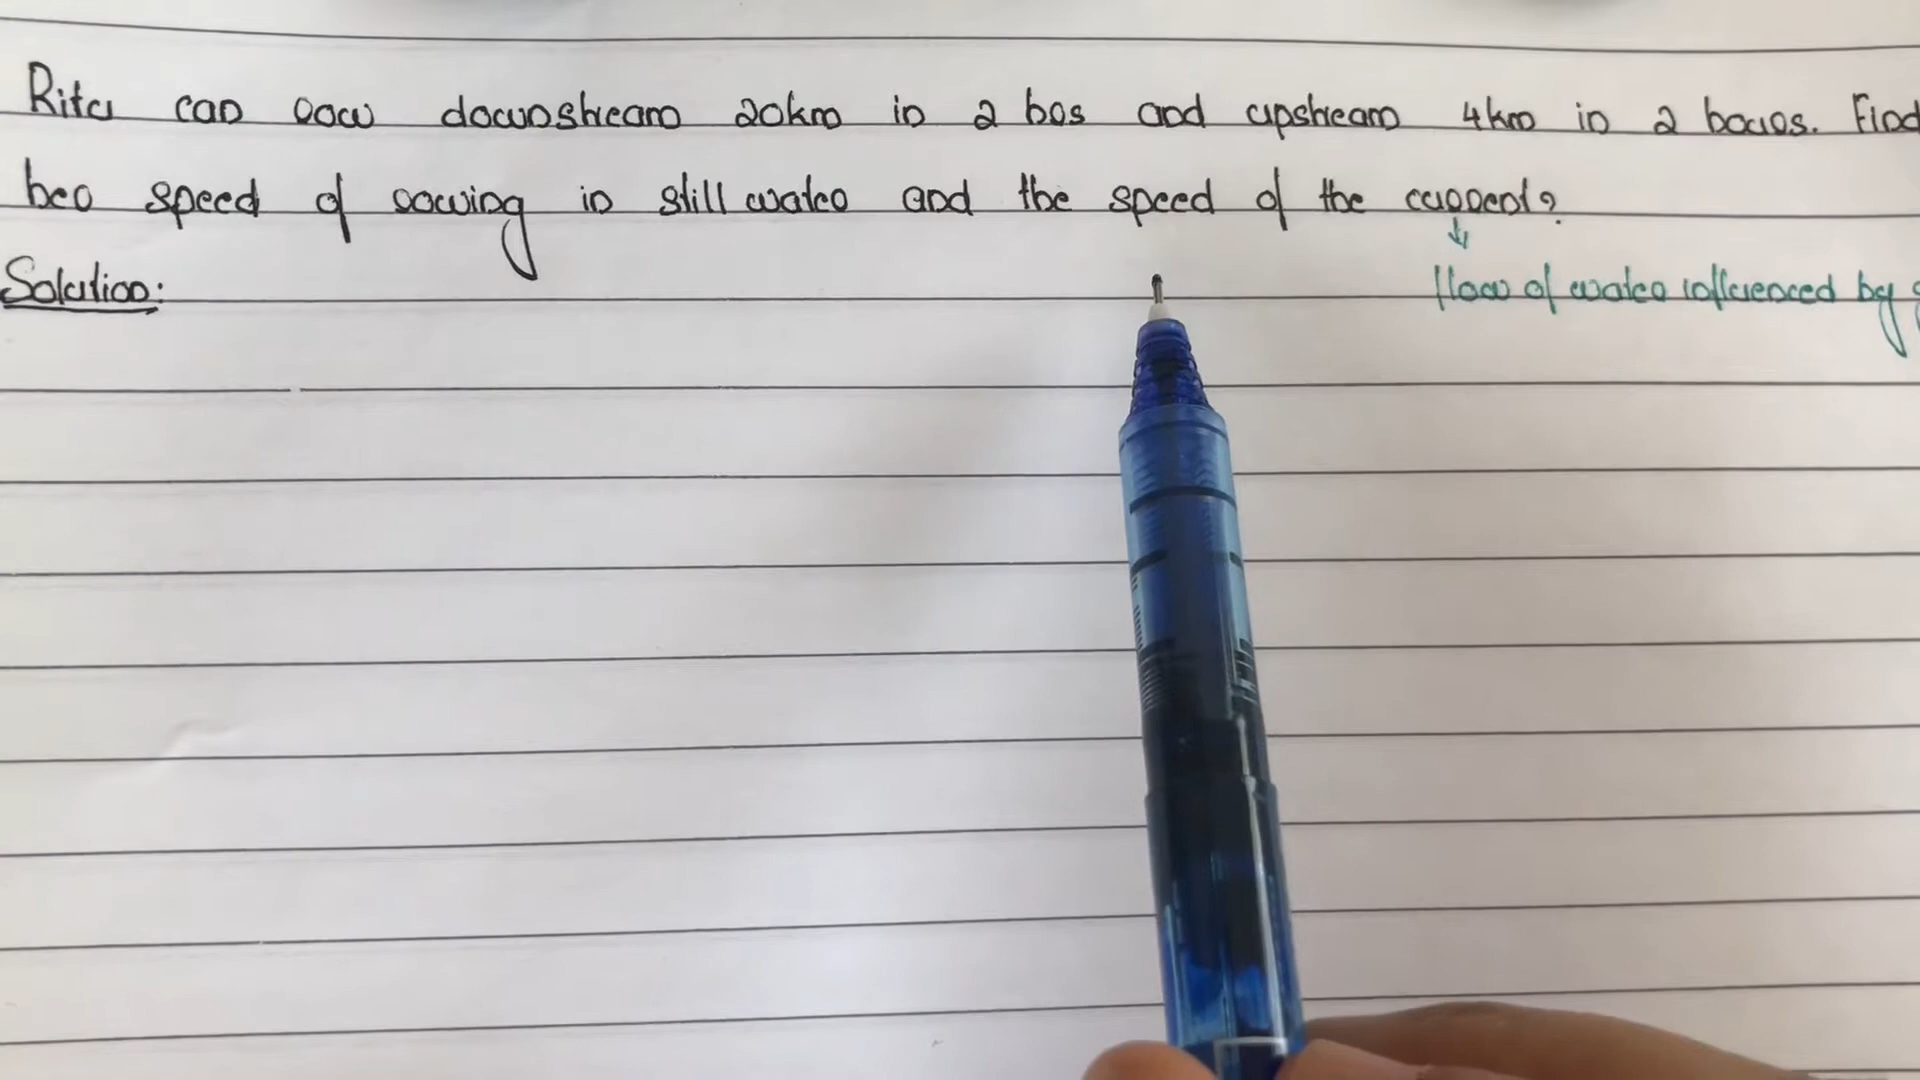 Ritu can row downstream 20km in 2 hrs and upstream 4km in 2 hours. Find
her speed of rowing in still water and the speed of the current?
Solution:
↓
flow of water influenced by